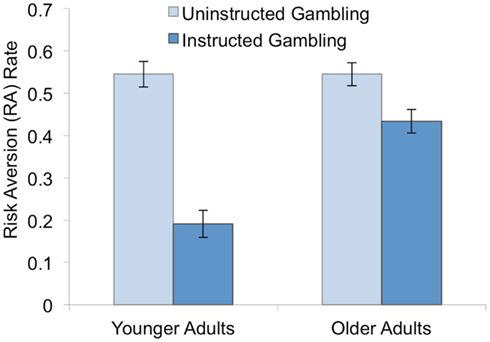 0.7
0.6
0.5
0.4
0.3
0.2
0.1
0
Risk Aversion (RA) Rate
Uninstructed Gambling
Instructed Gambling
Younger Adults
Older Adults